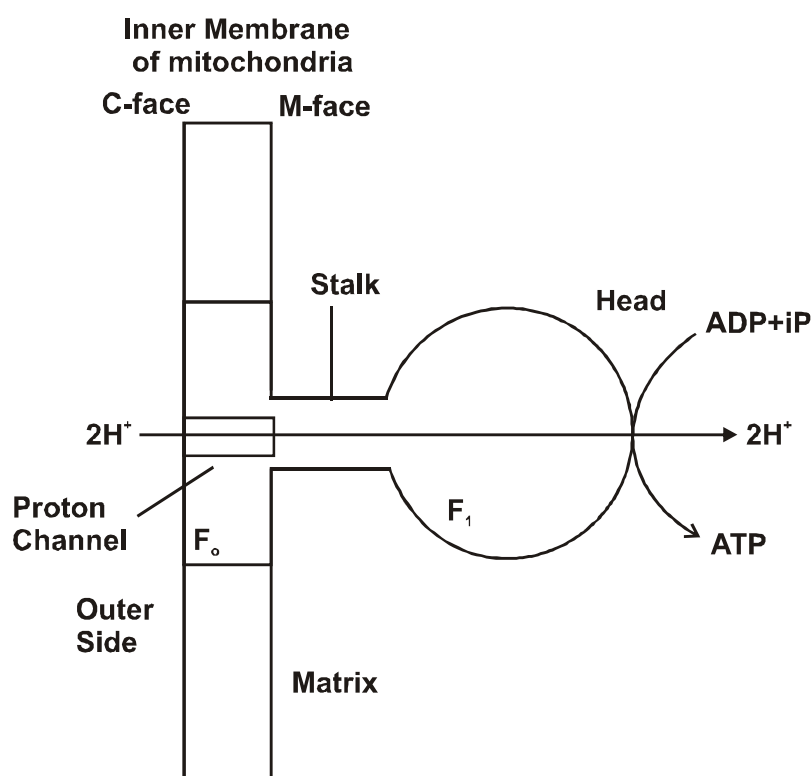 Inner Membrane
of mitochondria
C-face
M-face
Stalk
Head
ADP+iP
2H⁺
2H⁺
Proton
Channel
F₁
F₀
ATP
Outer
Side
Matrix